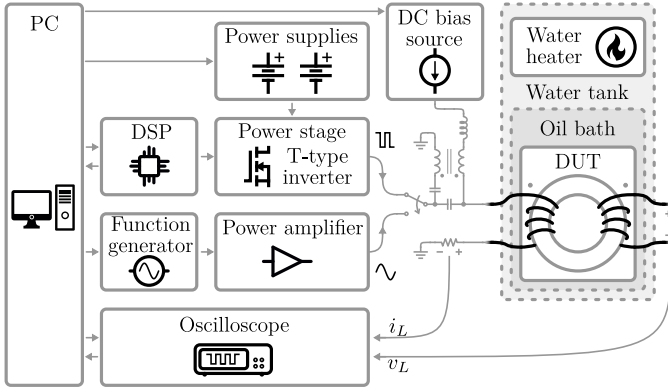 PC
DC bias
source
Water
heater
Power supplies
+
+
Water tank
Oil bath
DSP
Power stage
T-type
inverter
DUT
Function
generator
Power amplifier
− +
Oscilloscope
i_L
v_L